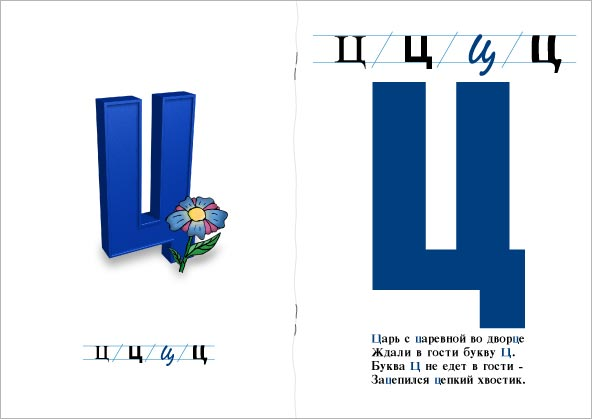 Ц
Ц / Ц / Ц / Ц
Ц / Ц / Ц / Ц
Ц
Царь с царевной во дворце
Ждали в гости букву Ц.
Буква Ц не едет в гости -
Зацепился цепкий хвостик.